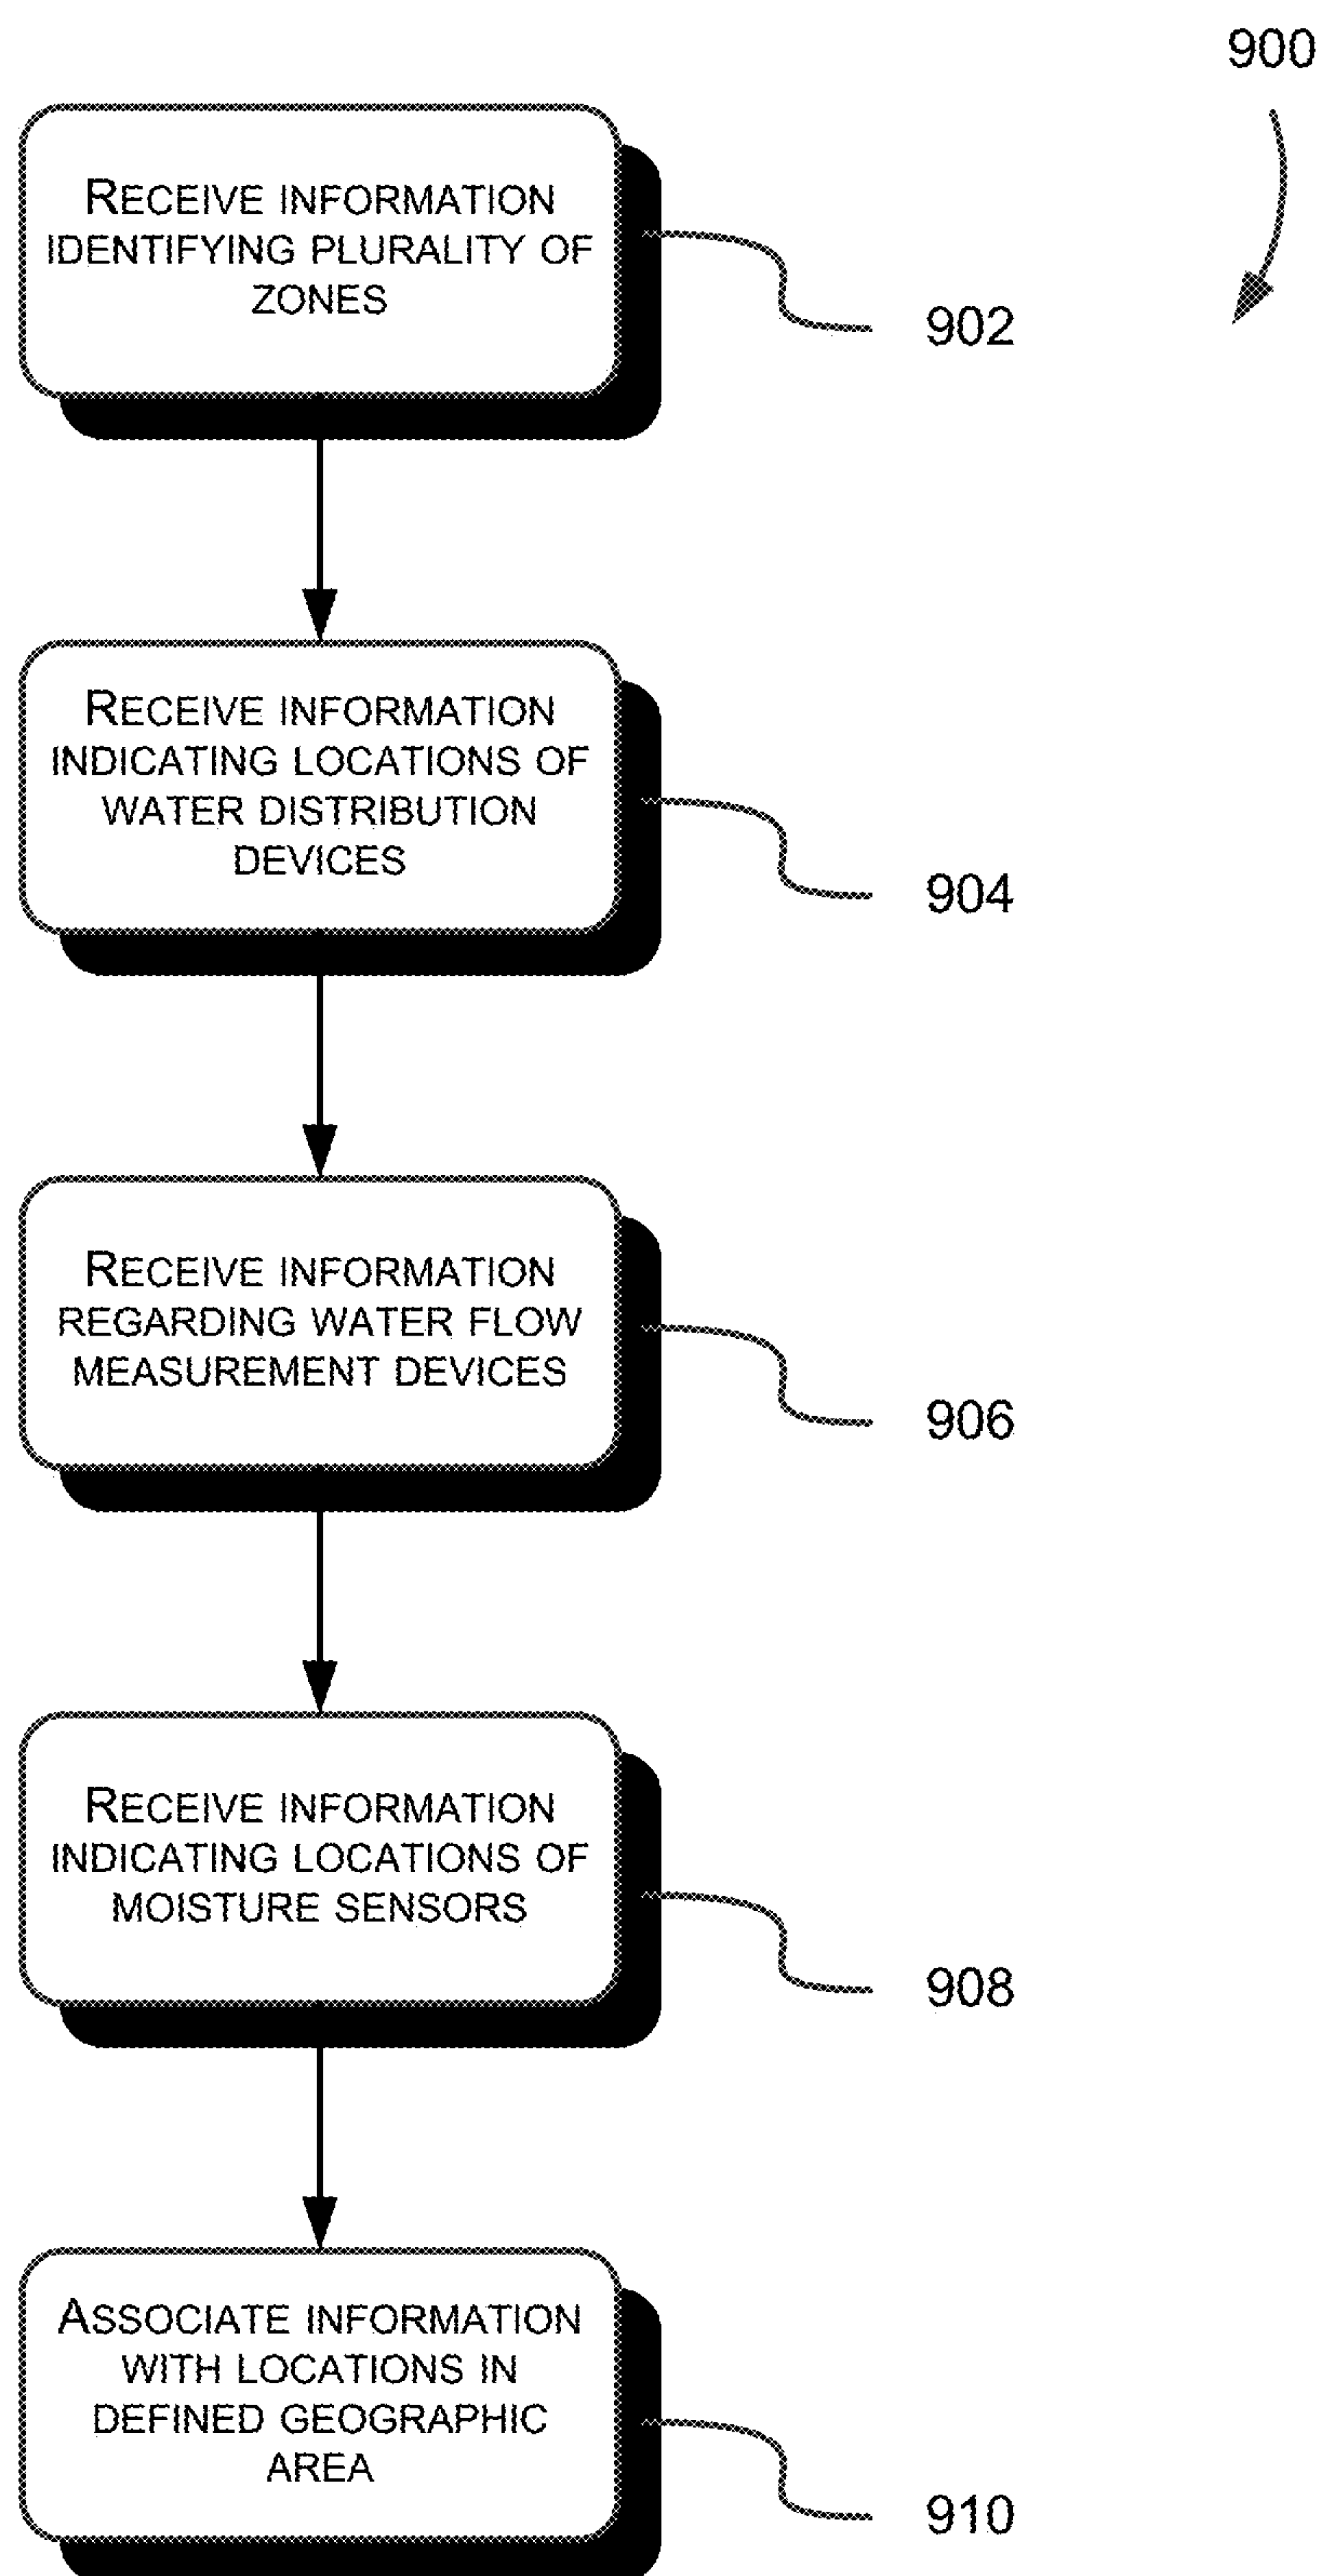 900
RECEIVE INFORMATION
IDENTIFYING PLURALITY OF
ZONES
902
RECEIVE INFORMATION
INDICATING LOCATIONS OF
WATER DISTRIBUTION
DEVICES
904
RECEIVE INFORMATION
REGARDING WATER FLOW
MEASUREMENT DEVICES
906
RECEIVE INFORMATION
INDICATING LOCATIONS OF
MOISTURE SENSORS
908
ASSOCIATE INFORMATION
WITH LOCATIONS IN
DEFINED GEOGRAPHIC
AREA
910